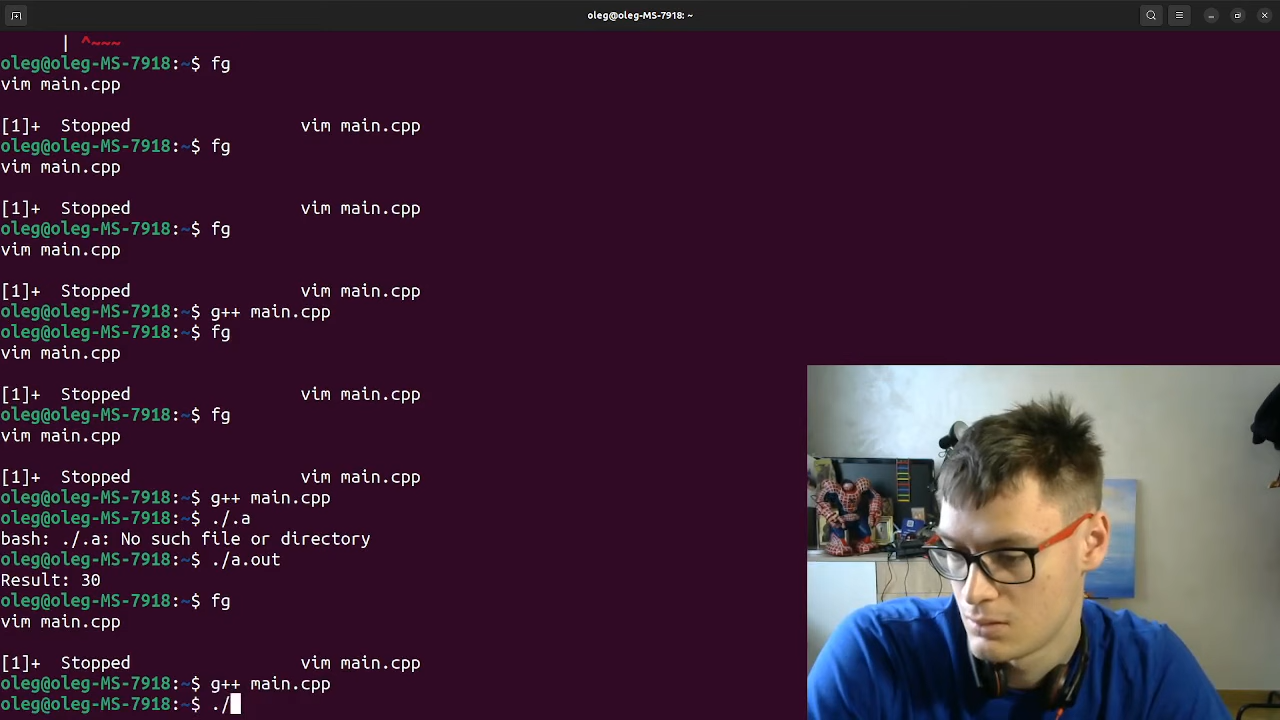 oleg@oleg-MS-7918: ~
| ^~~~
oleg@oleg-MS-7918:~$ fg
vim main.cpp
[1]+  Stopped                 vim main.cpp
oleg@oleg-MS-7918:~$ fg
vim main.cpp
[1]+  Stopped                 vim main.cpp
oleg@oleg-MS-7918:~$ fg
vim main.cpp
[1]+  Stopped                 vim main.cpp
oleg@oleg-MS-7918:~$ g++ main.cpp
oleg@oleg-MS-7918:~$ fg
vim main.cpp
[1]+  Stopped                 vim main.cpp
oleg@oleg-MS-7918:~$ fg
vim main.cpp
[1]+  Stopped                 vim main.cpp
oleg@oleg-MS-7918:~$ g++ main.cpp
oleg@oleg-MS-7918:~$ ./.a
bash: ./.a: No such file or directory
oleg@oleg-MS-7918:~$ ./a.out
Result: 30
oleg@oleg-MS-7918:~$ fg
vim main.cpp
[1]+  Stopped                 vim main.cpp
oleg@oleg-MS-7918:~$ g++ main.cpp
oleg@oleg-MS-7918:~$ ./